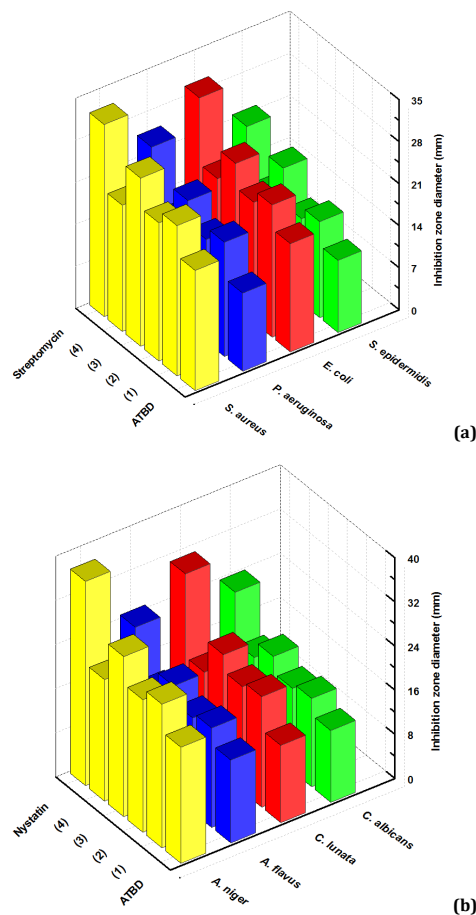 35
28
21
14
7
0
Inhibition zone diameter (mm)
Streptomycin
(4)
(3)
(2)
(1)
ATBD
S. aureus
P. aeruginosa
E. coli
S. epidermidis
(a)
40
32
24
16
8
0
Inhibition zone diameter (mm)
Nystatin
(4)
(3)
(2)
(1)
ATBD
A. niger
A. flavus
C. lunata
C. albicans
(b)